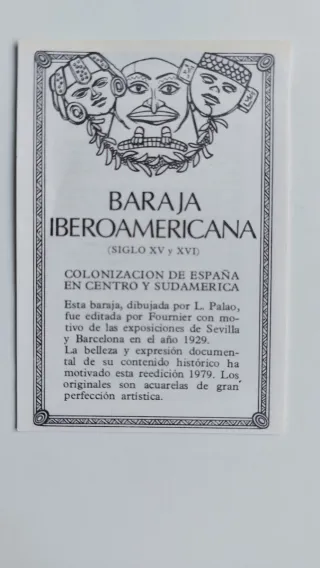 BARAJA
IBEROAMERICANA
(SIGLO XV y XVI)
COLONIZACION DE ESPAÑA
EN CENTRO Y SUDAMERICA
Esta baraja, dibujada por L. Palao,
fue editada por Fournier con mo-
tivo de las exposiciones de Sevilla
y Barcelona en el año 1929.
La belleza y expresión documen-
tal de su contenido histórico ha
motivado esta reedición 1979. Los
originales son acuarelas de gran
perfección artística.